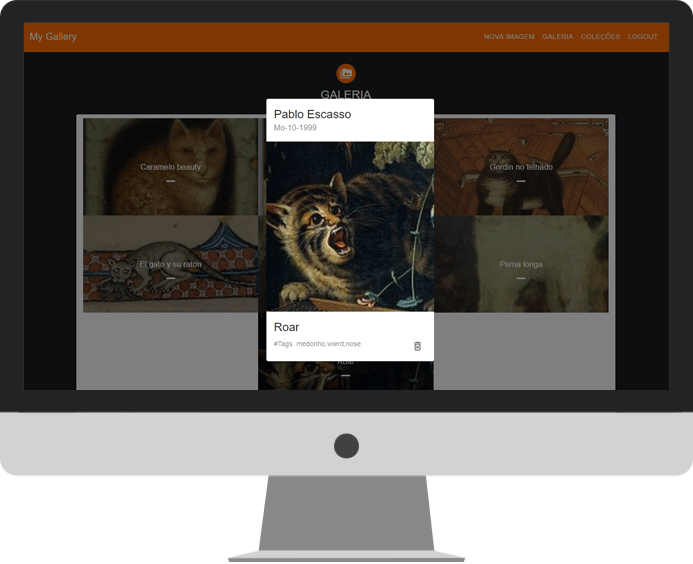 My Gallery
NOVA IMAGEM GALERIA COLEÇÕES LOGOUT
GALERIA
Pablo Escasso
Mo-10-1999
Caramelo beauty
Gordin no telhado
El gato y su ratón
Perna longa
Roar
#Tags: medonho,wierd,nose
Roar